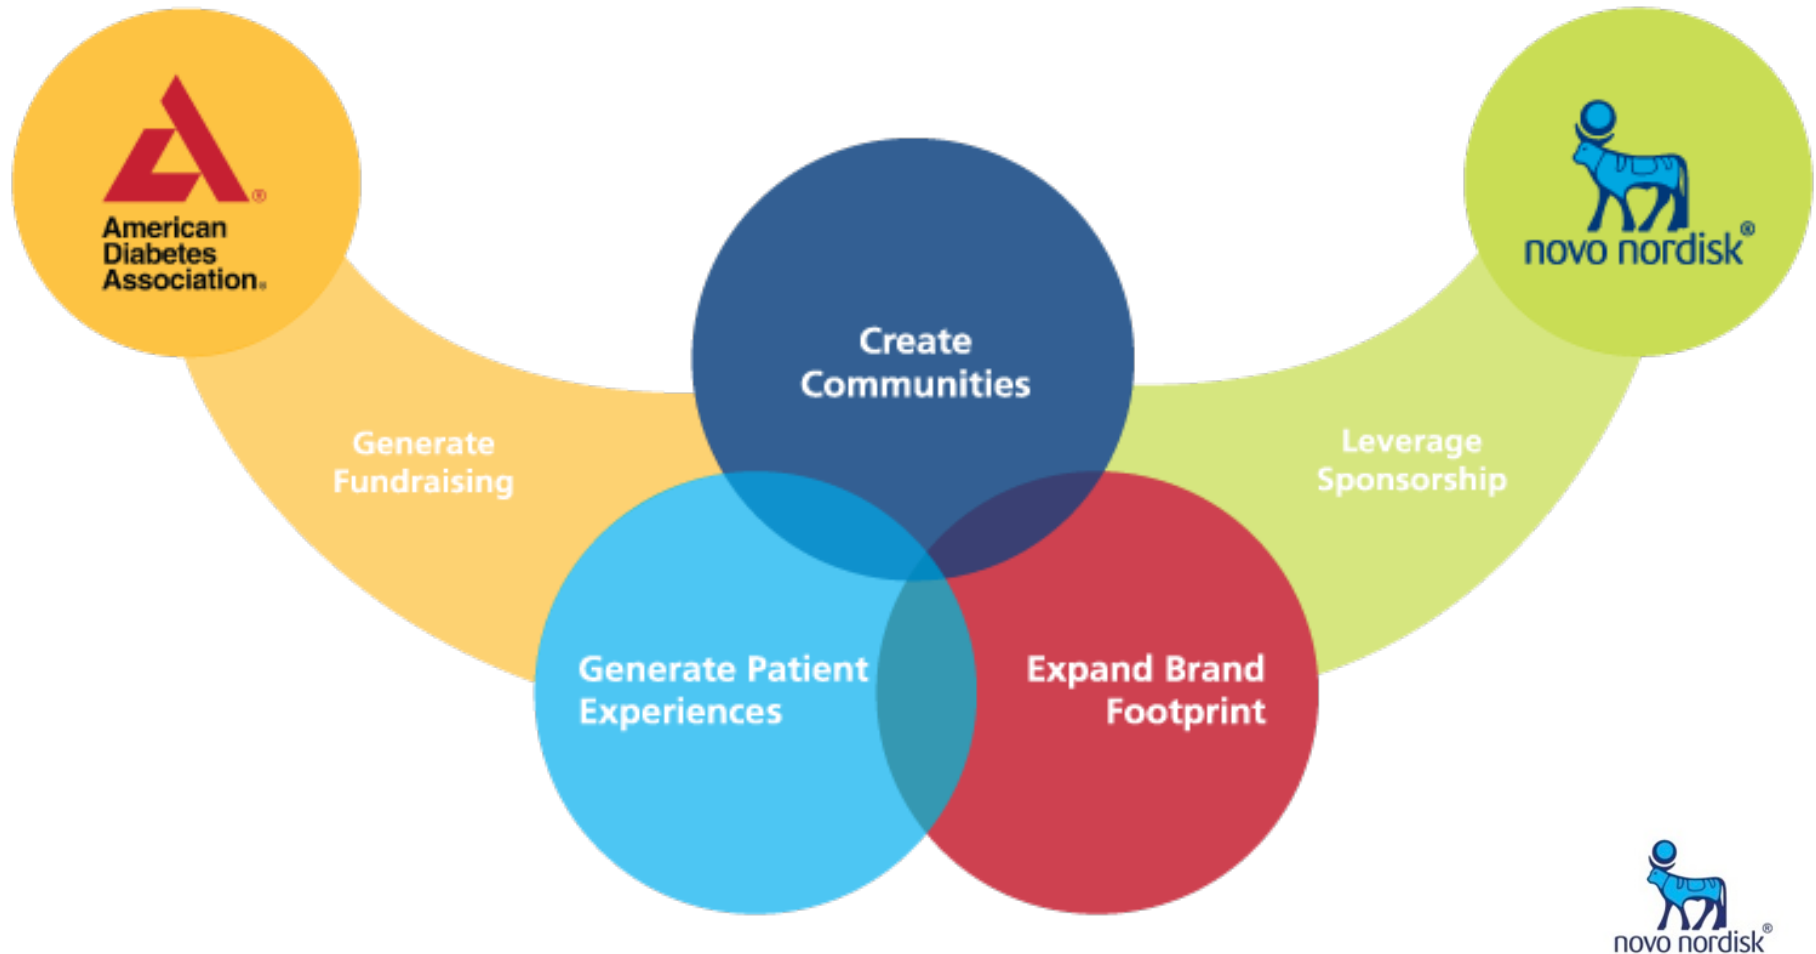 American
Diabetes
Association®
novo nordisk®
Create
Communities
Generate
Fundraising
Leverage
Sponsorship
Generate Patient
Experiences
Expand Brand
Footprint
novo nordisk®